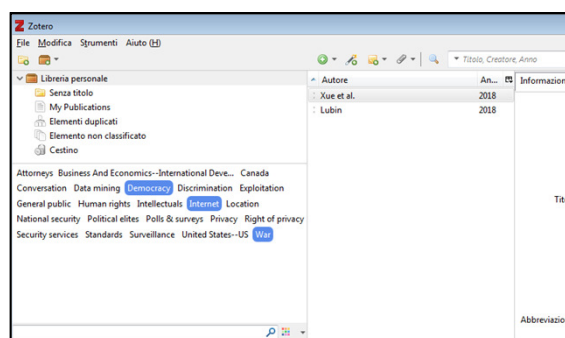 Zotero
File Modifica Strumenti Aiuto (H)
Titolo, Creatore, Anno
Libreria personale
Senza titolo
My Publications
Elementi duplicati
Elemento non classificato
Cestino
Autore An...
Xue et al. 2018
Lubin 2018
Informazion
Tit
Abbreviazio
Attorneys Business And Economics--International Deve... Canada
Conversation Data mining Democracy Discrimination Exploitation
General public Human rights Intellectuals Internet Location
National security Political elites Polls & surveys Privacy Right of privacy
Security services Standards Surveillance United States--US War